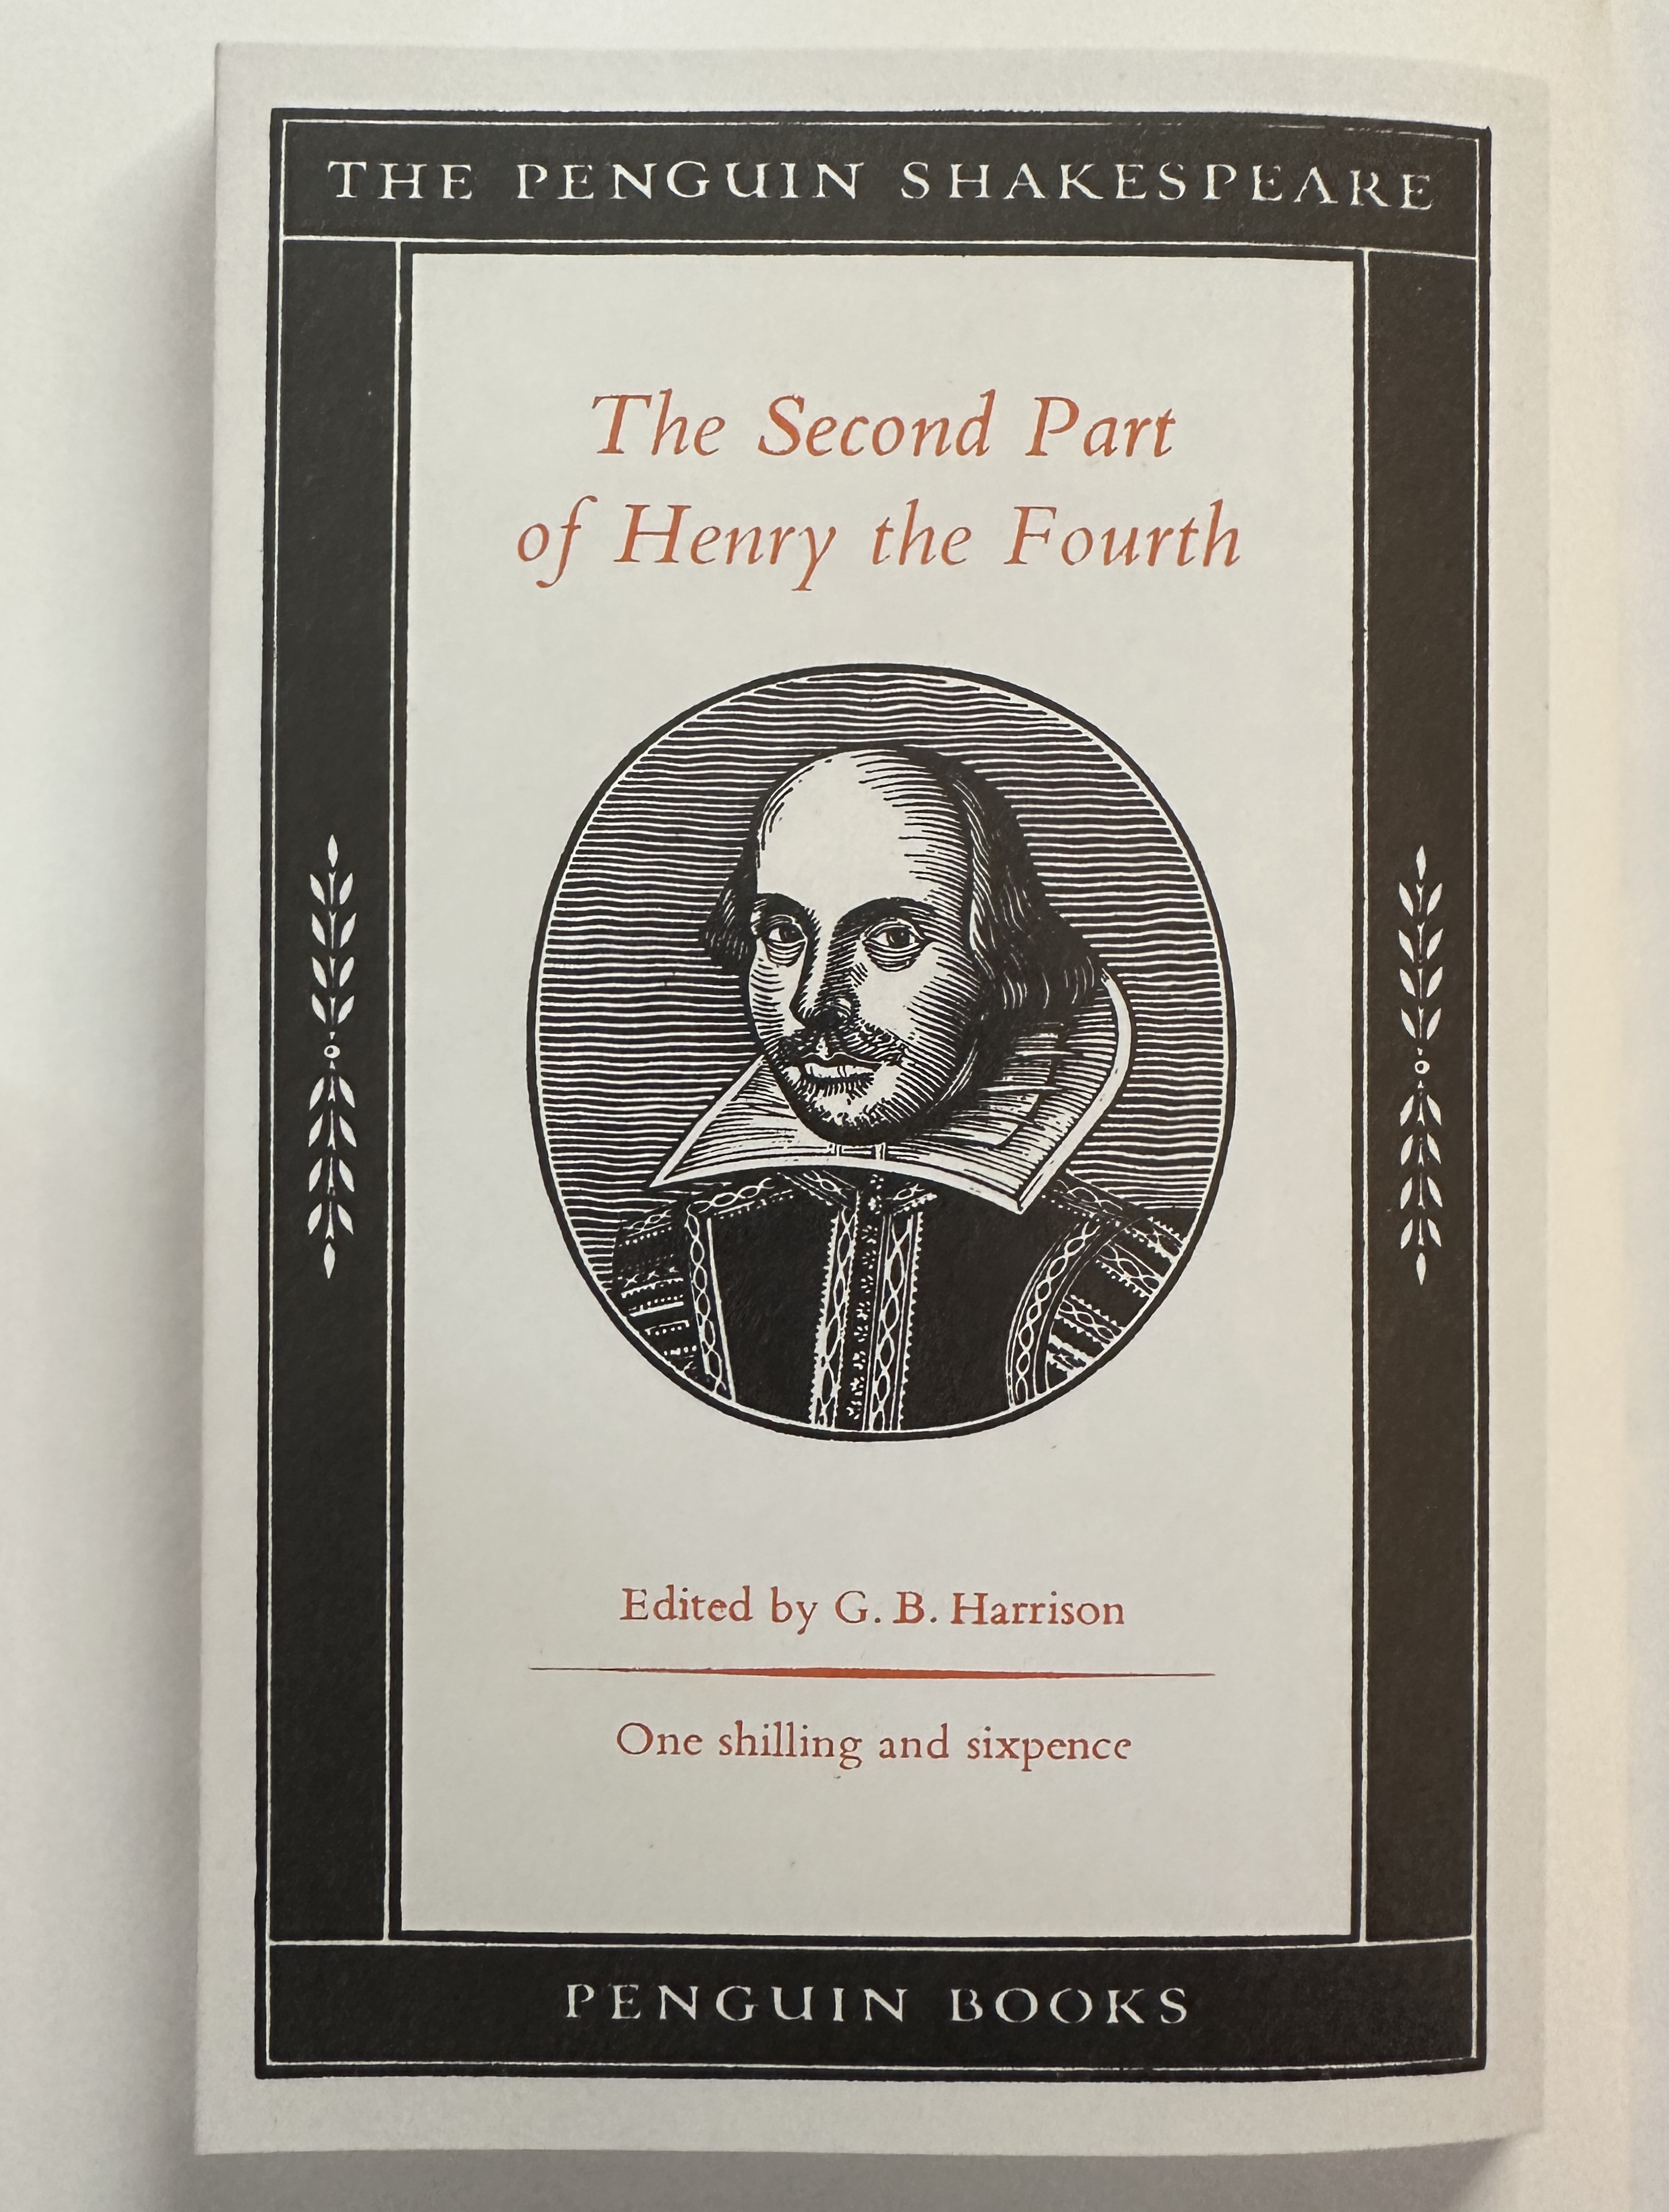 THE PENGUIN SHAKESPEARE
The Second Part
of Henry the Fourth
Edited by G. B. Harrison
One shilling and sixpence
PENGUIN BOOKS